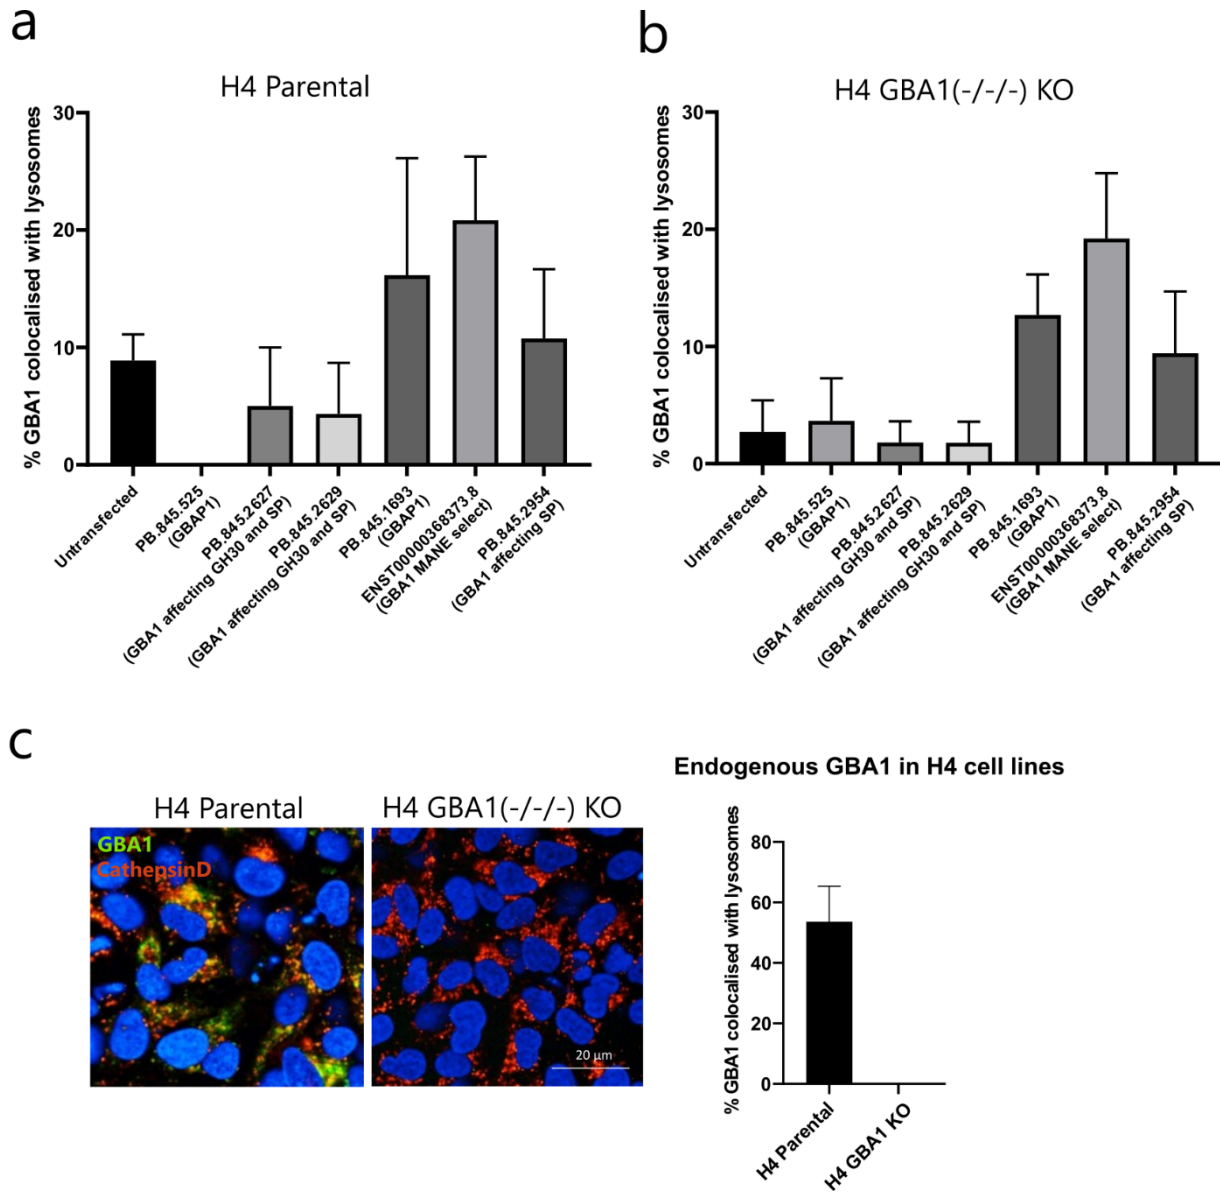 a
H4 Parental
% GBA1 colocalised with lysosomes
30
20
10
0
Untransfected
PB.845.525
(GBAP1)
PB.845.2627
(GBA1 affecting GH30 and SP)
PB.845.2629
(GBA1 affecting GH30 and SP)
PB.845.1693
(GBAP1)
ENST00000368373.8
(GBA1 MANE select)
PB.845.2954
(GBA1 affecting SP)
b
H4 GBA1(-/-/-) KO
% GBA1 colocalised with lysosomes
30
20
10
0
Untransfected
PB.845.525
(GBAP1)
PB.845.2627
(GBA1 affecting GH30 and SP)
PB.845.2629
(GBA1 affecting GH30 and SP)
PB.845.1693
(GBAP1)
ENST00000368373.8
(GBA1 MANE select)
PB.845.2954
(GBA1 affecting SP)
c
H4 Parental
GBA1
CathepsinD
H4 GBA1(-/-/-) KO
20 µm
Endogenous GBA1 in H4 cell lines
% GBA1 colocalised with lysosomes
80
60
40
20
0
H4 Parental
H4 GBA1 KO